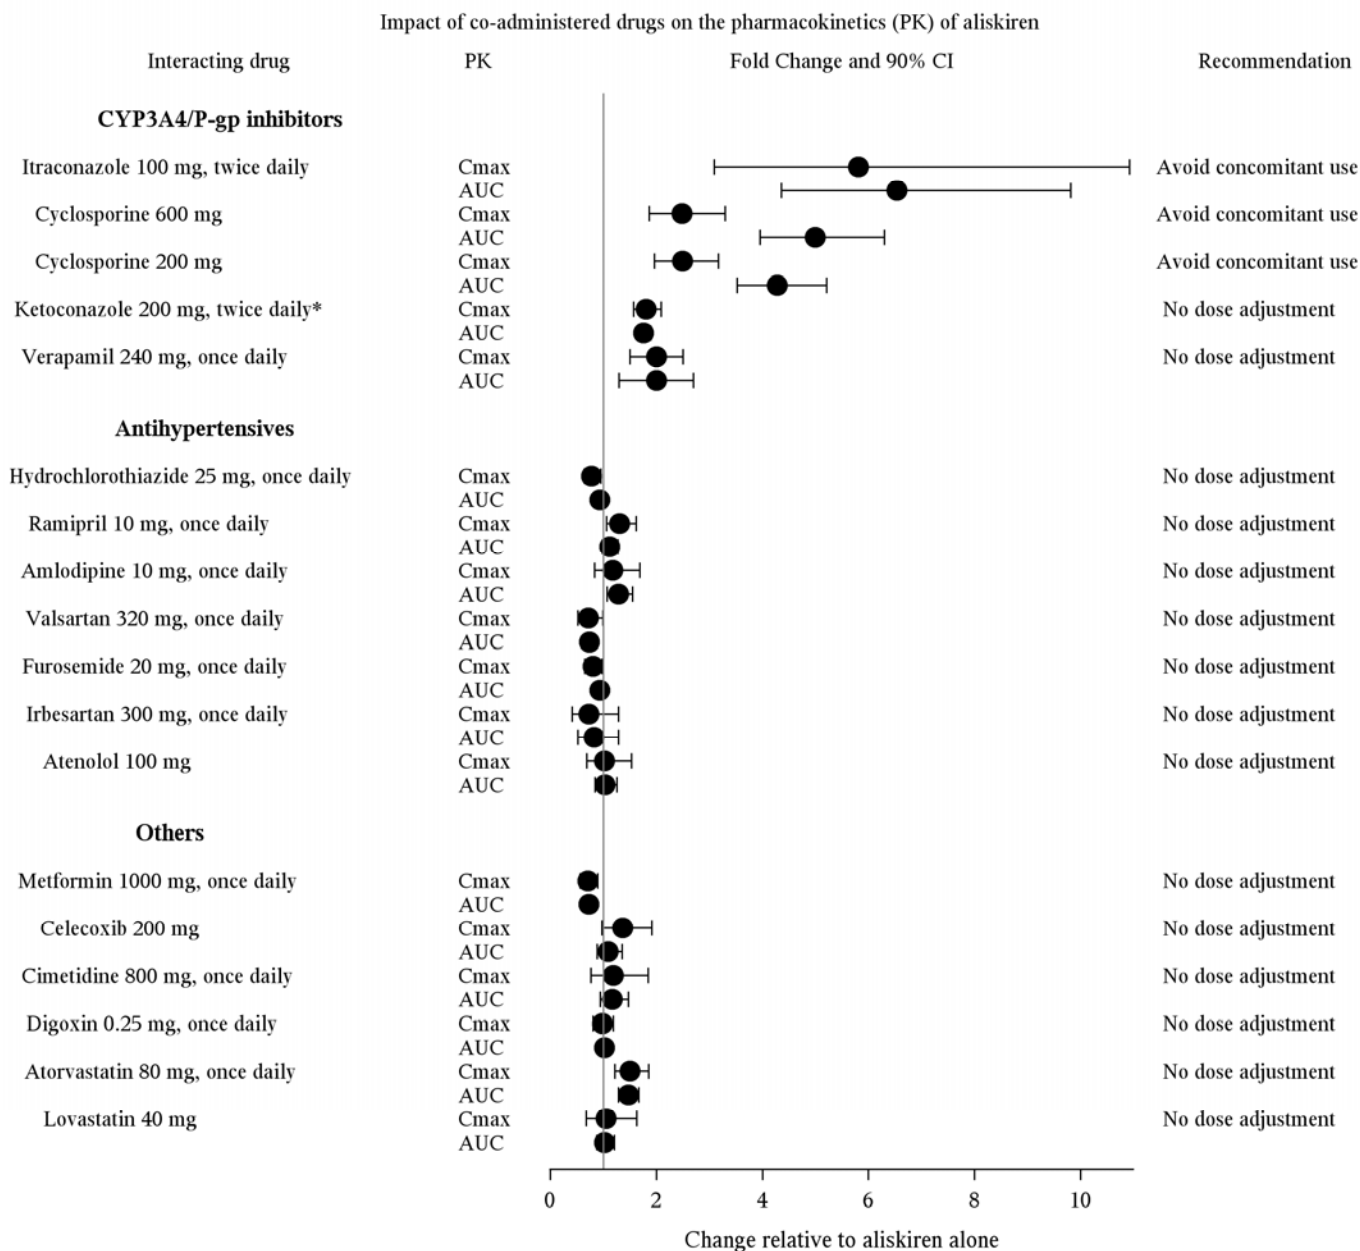 Impact of co-administered drugs on the pharmacokinetics (PK) of aliskiren
Interacting drug PK Fold Change and 90% CI Recommendation
CYP3A4/P-gp inhibitors
Itraconazole 100 mg, twice daily Cmax Avoid concomitant use
AUC
Cyclosporine 600 mg Cmax Avoid concomitant use
AUC
Cyclosporine 200 mg Cmax Avoid concomitant use
AUC
Ketoconazole 200 mg, twice daily* Cmax No dose adjustment
AUC
Verapamil 240 mg, once daily Cmax No dose adjustment
AUC
Antihypertensives
Hydrochlorothiazide 25 mg, once daily Cmax No dose adjustment
AUC
Ramipril 10 mg, once daily Cmax No dose adjustment
AUC
Amlodipine 10 mg, once daily Cmax No dose adjustment
AUC
Valsartan 320 mg, once daily Cmax No dose adjustment
AUC
Furosemide 20 mg, once daily Cmax No dose adjustment
AUC
Irbesartan 300 mg, once daily Cmax No dose adjustment
AUC
Atenolol 100 mg Cmax No dose adjustment
AUC
Others
Metformin 1000 mg, once daily Cmax No dose adjustment
AUC
Celecoxib 200 mg Cmax No dose adjustment
AUC
Cimetidine 800 mg, once daily Cmax No dose adjustment
AUC
Digoxin 0.25 mg, once daily Cmax No dose adjustment
AUC
Atorvastatin 80 mg, once daily Cmax No dose adjustment
AUC
Lovastatin 40 mg Cmax No dose adjustment
AUC
0 2 4 6 8 10
Change relative to aliskiren alone